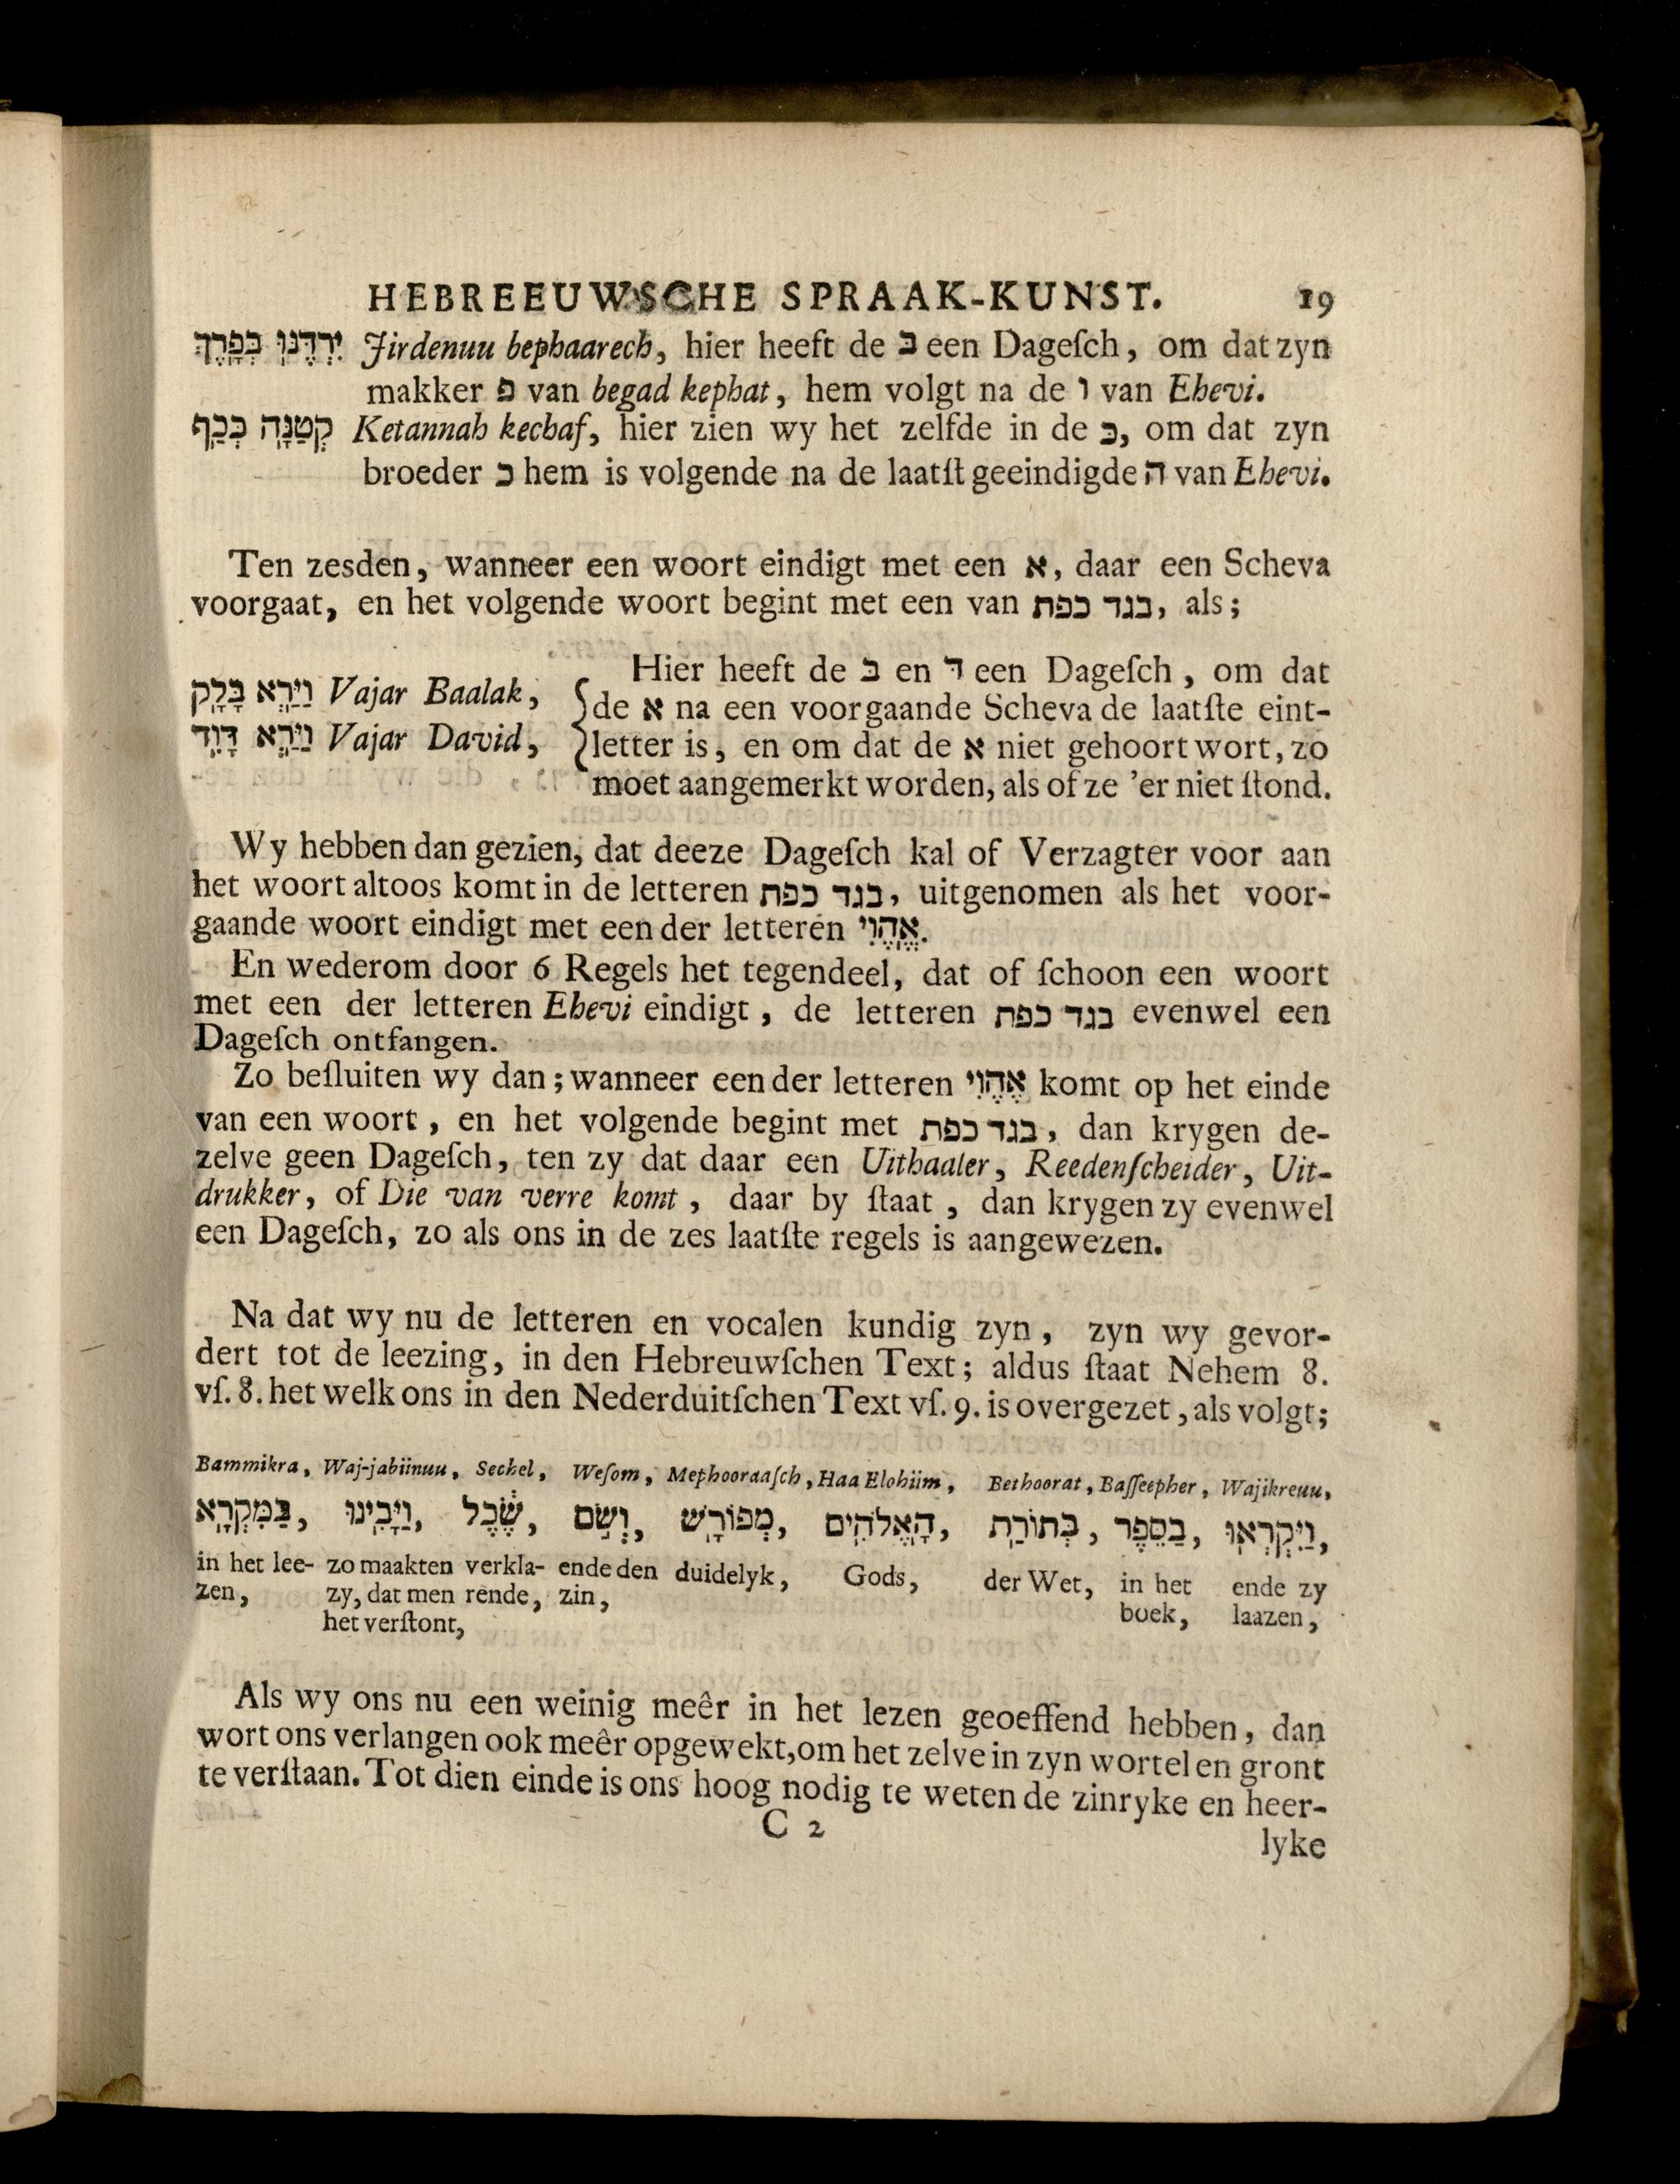 HEBREEUWSCHE SPRAAK-KUNST. 19
יִרְדֶּנּוּ בְּפָרֶךְ Jirdenuu bephaarech, hier heeft de בּ een Dageſch, om dat zyn
makker פ van begad kephat, hem volgt na de ו van Ehevi.
קְטַנָּה כְּכַף Ketannah kechaf, hier zien wy het zelfde in de כּ, om dat zyn
broeder כ hem is volgende na de laatſt geeindigde ה van Ehevi.
Ten zesden, wanneer een woort eindigt met een א, daar een Scheva
voorgaat, en het volgende woort begint met een van בגד כפת, als;
וַיַּרְא בָּלָק Vajar Baalak,
וַיַּרְא דָּוִד Vajar David,
Hier heeft de בּ en דּ een Dageſch, om dat
de א na een voorgaande Scheva de laatſte eint-
letter is, en om dat de א niet gehoort wort, zo
moet aangemerkt worden, als of ze 'er niet ſtond.
Wy hebben dan gezien, dat deeze Dageſch kal of Verzagter voor aan
het woort altoos komt in de letteren בגד כפת, uitgenomen als het voor-
gaande woort eindigt met een der letteren אֱהֶוִי.
En wederom door 6 Regels het tegendeel, dat of ſchoon een woort
met een der letteren Ehevi eindigt, de letteren בגד כפת evenwel een
Dageſch ontfangen.
Zo beſluiten wy dan; wanneer een der letteren אֶהֶוִי komt op het einde
van een woort, en het volgende begint met בגד כפת, dan krygen de-
zelve geen Dageſch, ten zy dat daar een Uithaaler, Reedenſcheider, Uit-
drukker, of Die van verre komt, daar by ſtaat, dan krygen zy evenwel
een Dageſch, zo als ons in de zes laatſte regels is aangewezen.
Na dat wy nu de letteren en vocalen kundig zyn, zyn wy gevor-
dert tot de leezing, in den Hebreuwſchen Text; aldus ſtaat Nehem 8.
vſ. 8. het welk ons in den Nederduitſchen Text vſ. 9. is overgezet, als volgt;
Bammikra, Waj-jabiinuu, Sechel, Weſom, Mephooraaſch, Haa Elohiim, Bethoorat, Baſſeepher, Wajikreuu,
וַיִּקְרְאוּ, בַסֵּפֶר, בְּתוֹרַת, הָאֱלֹהִים, מְפוֹרָשׁ, וְשׂוֹם, שֶׂכֶל, וַיָּבִינוּ, בַּמִּקְרָא,
in het lee- zo maakten verkla- ende den duidelyk, Gods, der Wet, in het ende zy
zen, zy, dat men rende, zin, boek, laazen,
het verſtont,
Als wy ons nu een weinig meêr in het lezen geoeffend hebben, dan
wort ons verlangen ook meêr opgewekt, om het zelve in zyn wortel en gront
te verſtaan. Tot dien einde is ons hoog nodig te weten de zinryke en heer-
C 2
lyke